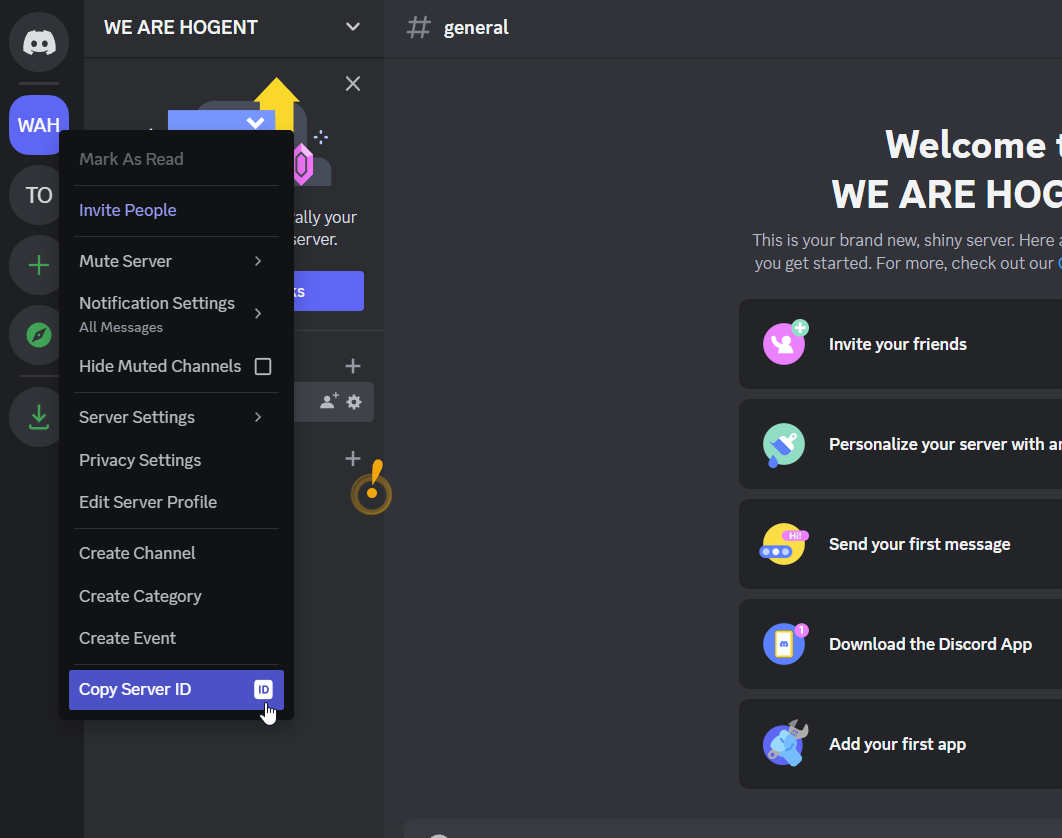 WE ARE HOGENT
general
WAH
TO
Mark As Read
Invite People
Mute Server
Notification Settings
All Messages
Hide Muted Channels
Server Settings
Privacy Settings
Edit Server Profile
Create Channel
Create Category
Create Event
Copy Server ID
ID
ally your
server.
ks
Welcome t
WE ARE HOG
This is your brand new, shiny server. Here a
you get started. For more, check out our
Invite your friends
Personalize your server with an
Hi!
Send your first message
1
Download the Discord App
Add your first app